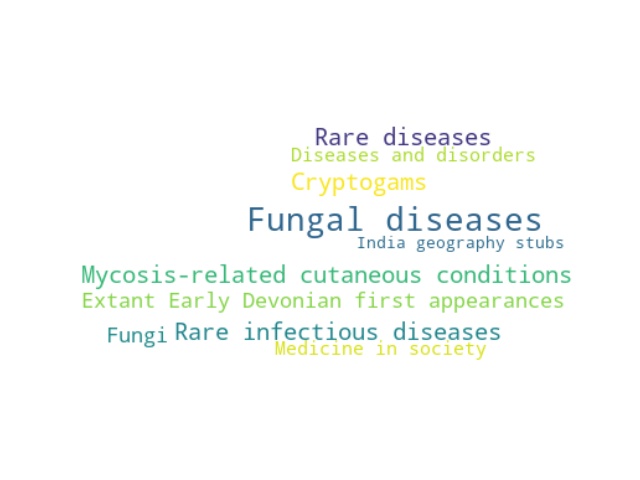 Rare diseases
Diseases and disorders
Cryptogams
Fungal diseases
India geography stubs
Mycosis-related cutaneous conditions
Extant Early Devonian first appearances
Fungi
Rare infectious diseases
Medicine in society